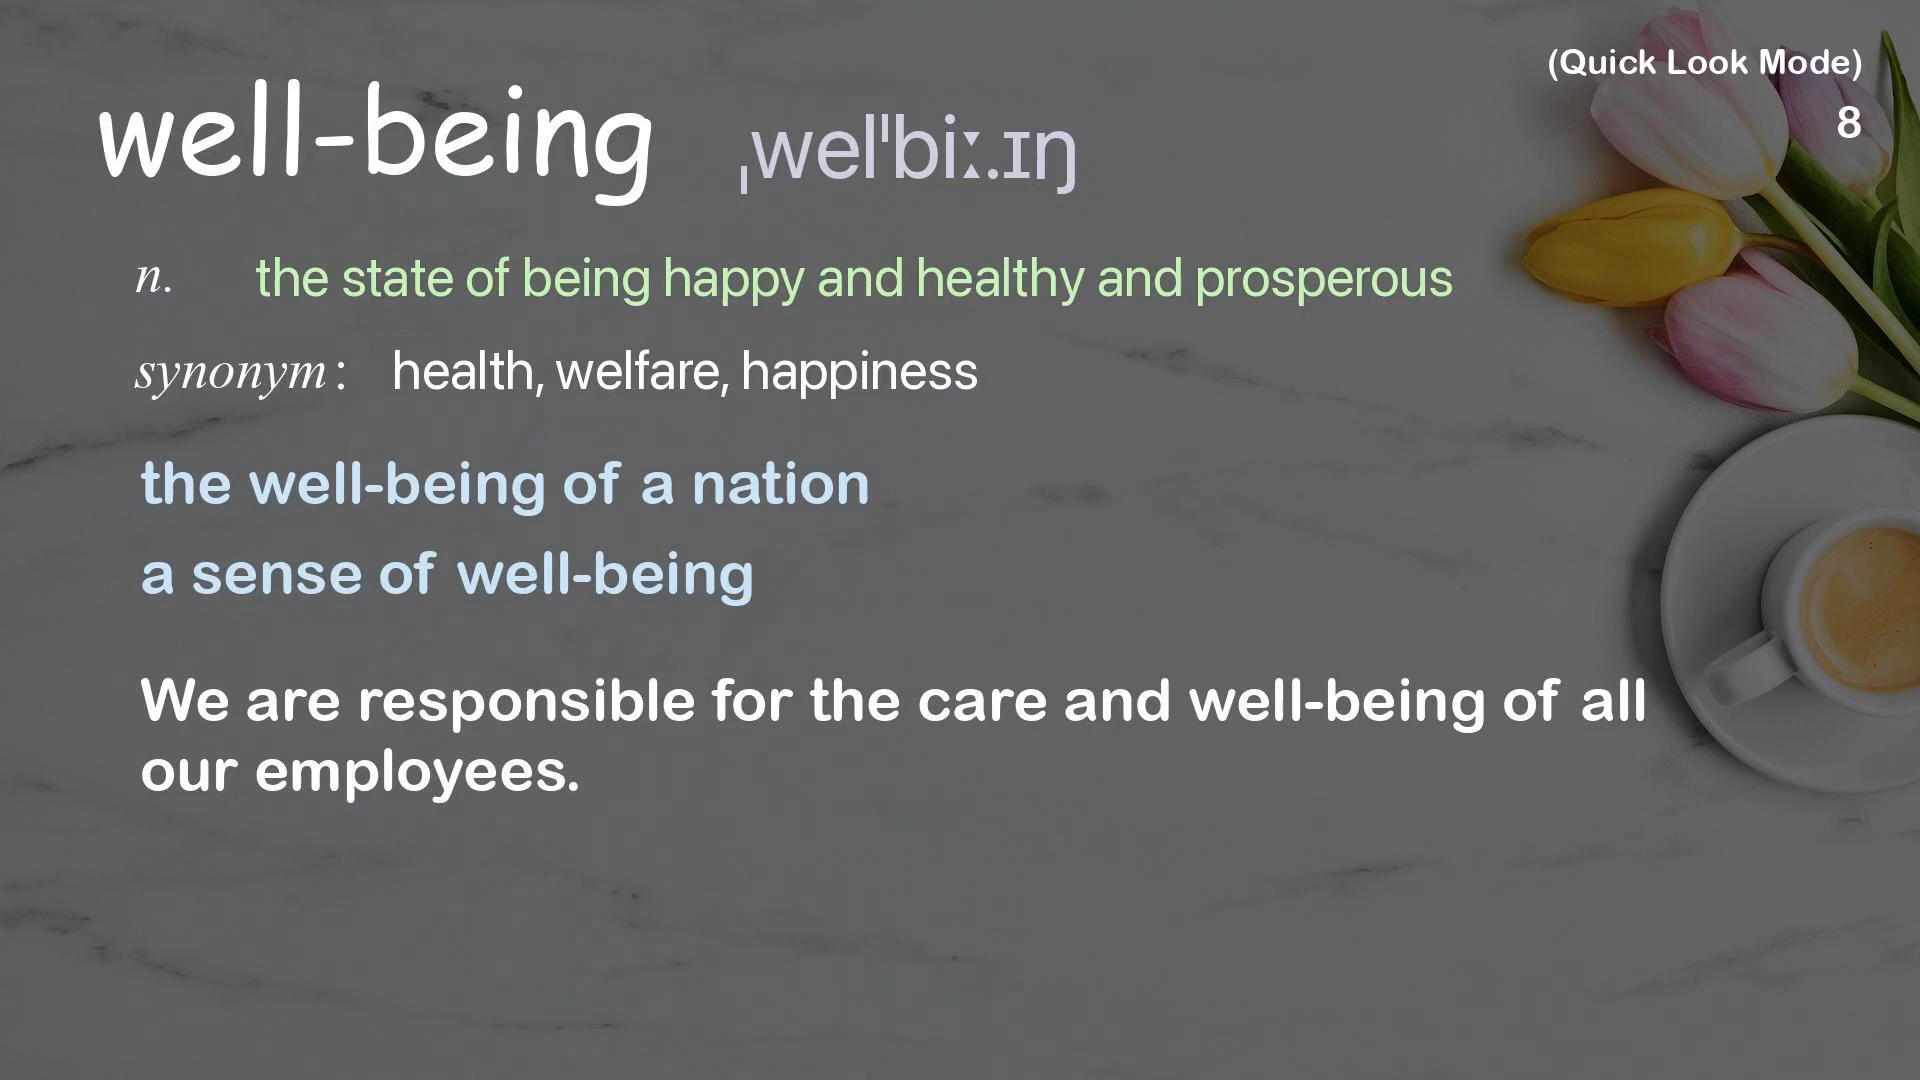 (Quick Look Mode)
8
well-being ˌwelˈbiː.ɪŋ
n. the state of being happy and healthy and prosperous
synonym: health, welfare, happiness
the well-being of a nation
a sense of well-being
We are responsible for the care and well-being of all
our employees.